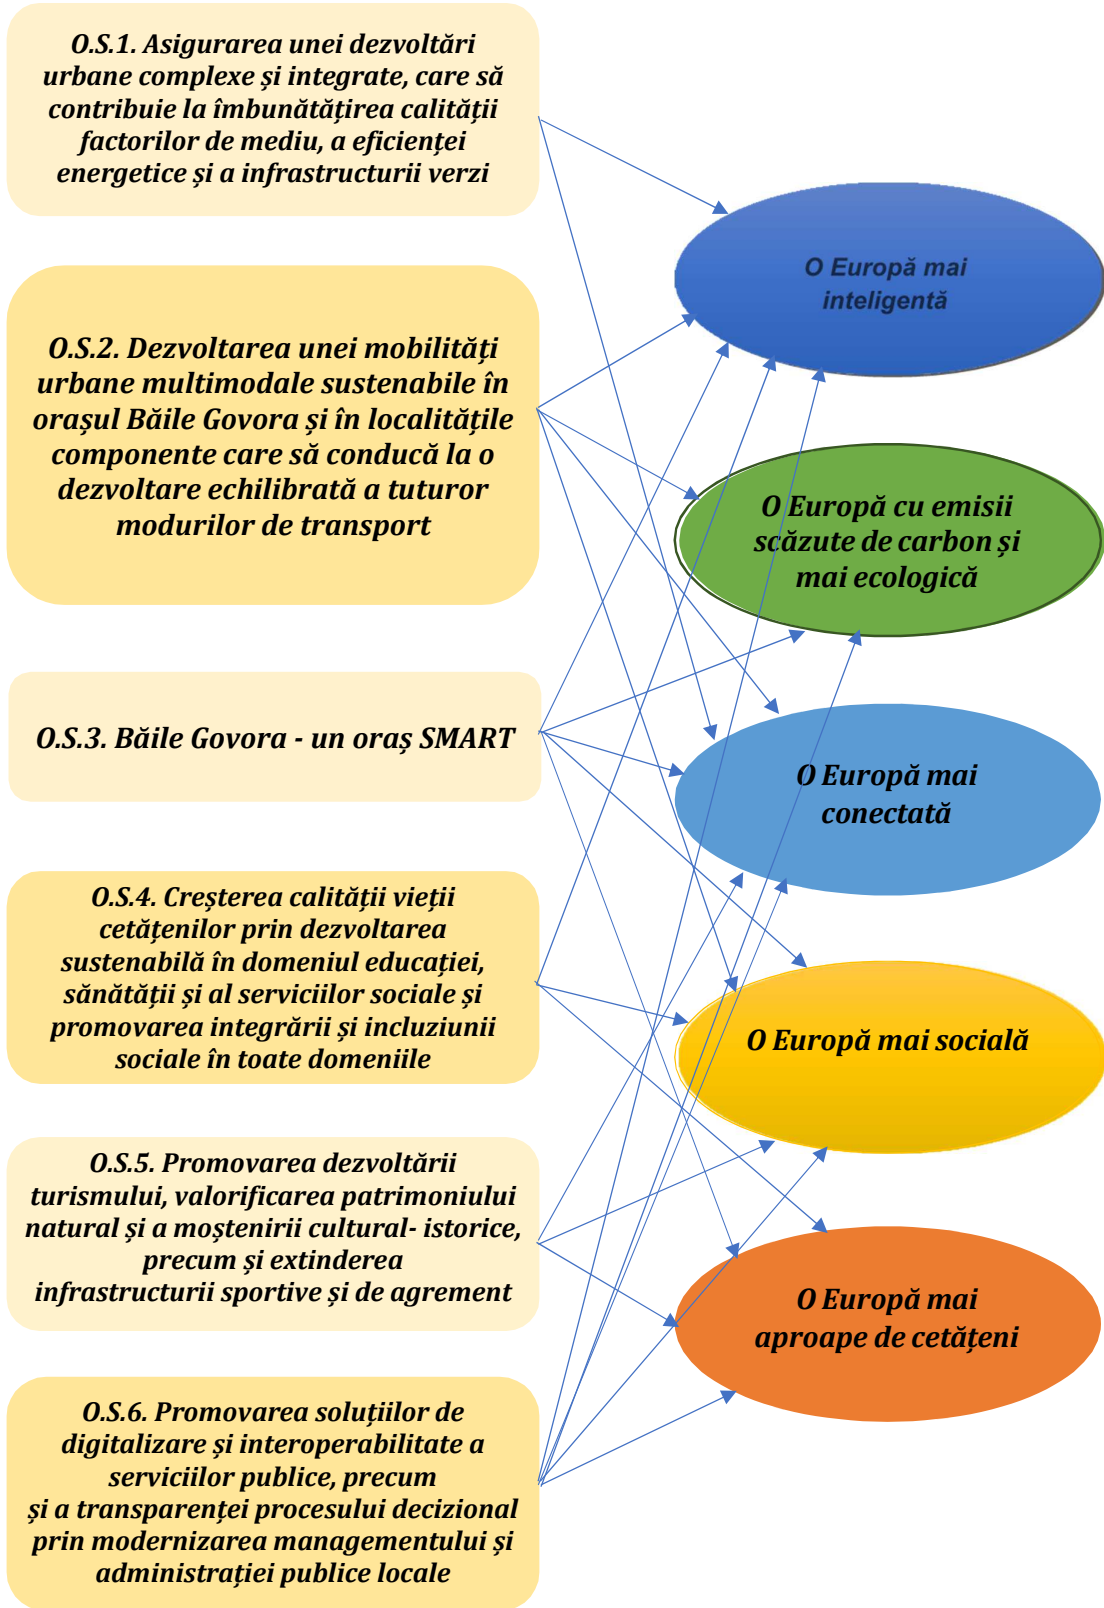 O.S.1. Asigurarea unei dezvoltări
urbane complexe și integrate, care să
contribuie la îmbunătățirea calității
factorilor de mediu, a eficienței
energetice și a infrastructurii verzi
O.S.2. Dezvoltarea unei mobilități
urbane multimodale sustenabile în
orașul Băile Govora și în localitățile
componente care să conducă la o
dezvoltare echilibrată a tuturor
modurilor de transport
O.S.3. Băile Govora - un oraș SMART
O.S.4. Creșterea calității vieții
cetățenilor prin dezvoltarea
sustenabilă în domeniul educației,
sănătății și al serviciilor sociale și
promovarea integrării și incluziunii
sociale în toate domeniile
O.S.5. Promovarea dezvoltării
turismului, valorificarea patrimoniului
natural și a moștenirii cultural- istorice,
precum și extinderea
infrastructurii sportive și de agrement
O.S.6. Promovarea soluțiilor de
digitalizare și interoperabilitate a
serviciilor publice, precum
și a transparenței procesului decizional
prin modernizarea managementului și
administrației publice locale
O Europă mai
inteligentă
O Europă cu emisii
scăzute de carbon și
mai ecologică
O Europă mai
conectată
O Europă mai socială
O Europă mai
aproape de cetățeni